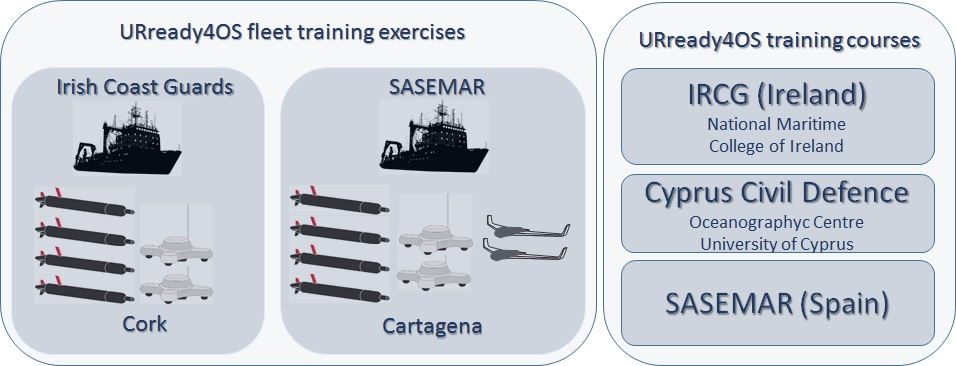 URready4OS fleet training exercises
Irish Coast Guards
Cork
SASEMAR
Cartagena
URready4OS training courses
IRCG (Ireland)
National Maritime
College of Ireland
Cyprus Civil Defence
Oceanographyc Centre
University of Cyprus
SASEMAR (Spain)